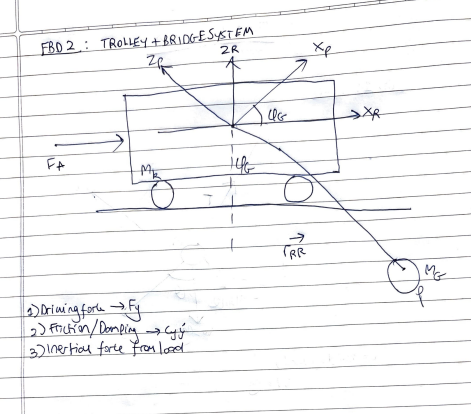 FBD 2 : TROLLEY + BRIDGE SYSTEM
Zp
ZR
Xp
φG
XR
FA
MR
φG
rRR
MG
P
1) Driving force → Fy
2) Friction/Damping → Cyẏ
3) Inertial force from load